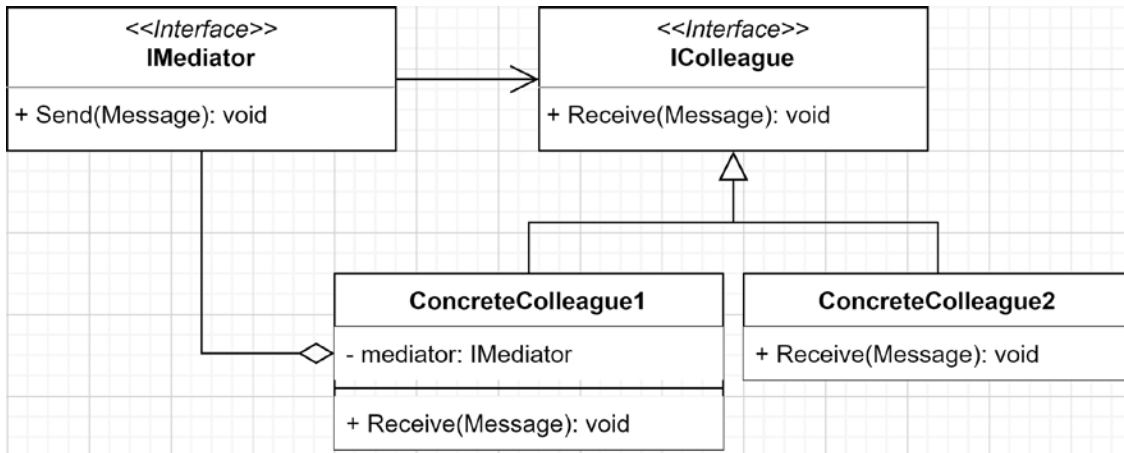 <<Interface>>
IMediator
+ Send(Message): void
<<Interface>>
IColleague
+ Receive(Message): void
ConcreteColleague1
- mediator: IMediator
+ Receive(Message): void
ConcreteColleague2
+ Receive(Message): void